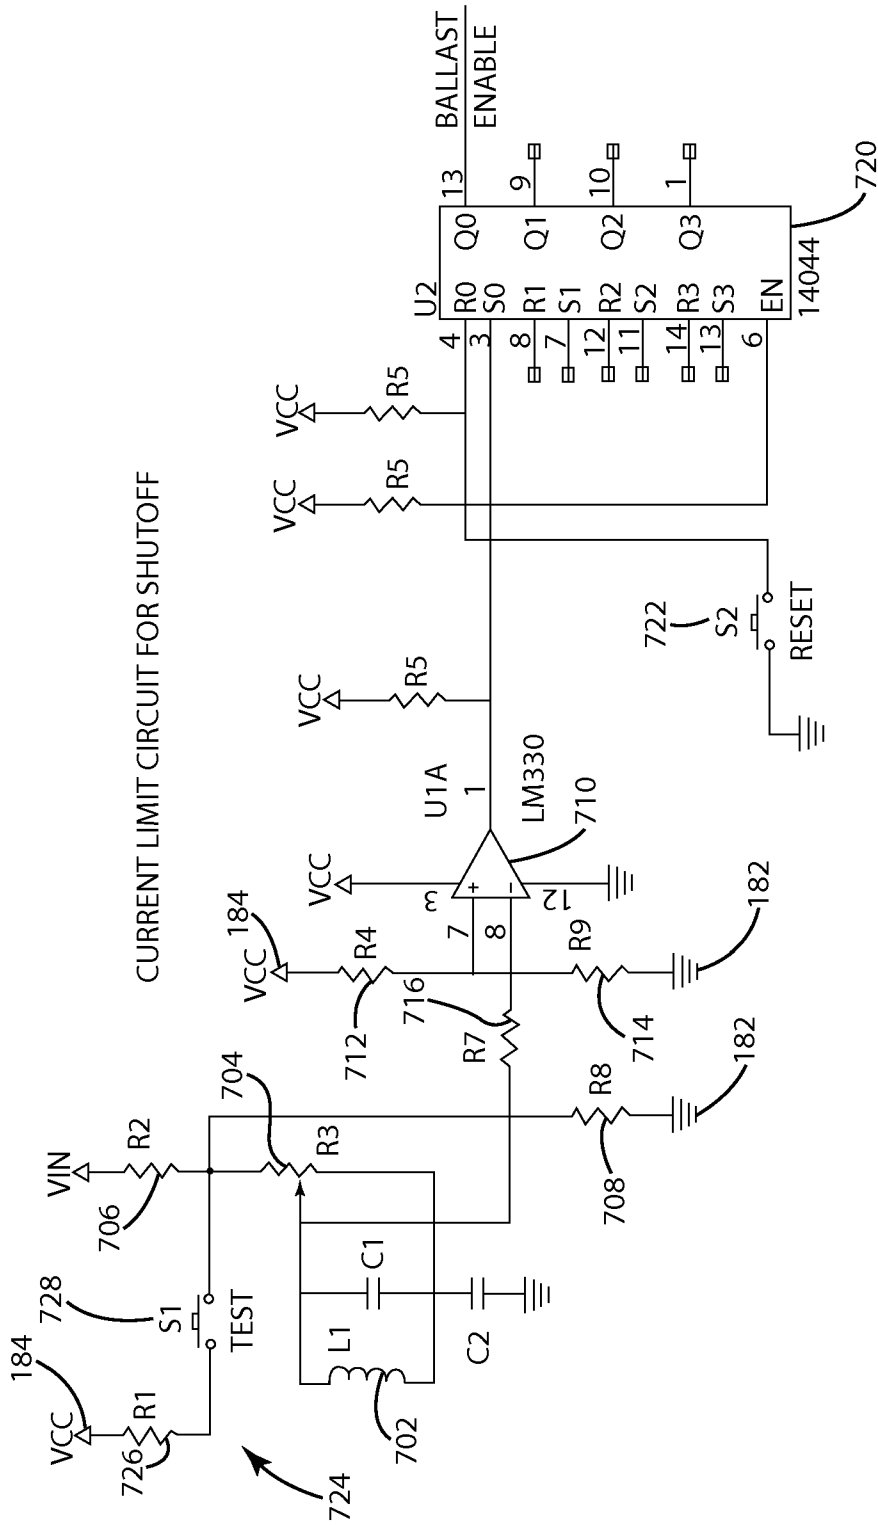 CURRENT LIMIT CIRCUIT FOR SHUTOFF
184
VCC
R1
726
724
728
S1
TEST
L1
702
C1
C2
VIN
R2
706
704
R3
R8
708
182
184
VCC
R4
712
716
R7
R9
714
182
7
8
VCC
3
+
−
12
710
U1A
1
LM330
VCC
R5
VCC
R5
VCC
R5
722
S2
RESET
U2
4
R0
3
S0
8
R1
7
S1
12
R2
11
S2
14
R3
13
S3
6
EN
Q0
13
Q1
9
Q2
10
Q3
1
14044
720
BALLAST
ENABLE